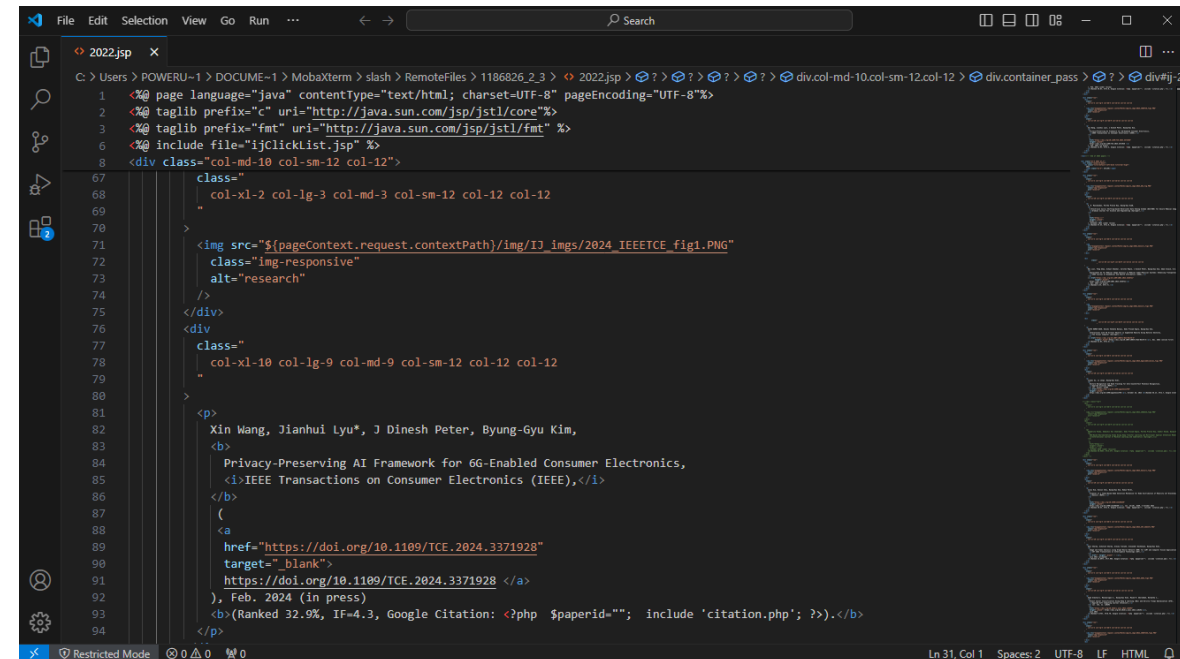 File Edit Selection View Go Run ··· Search
2022.jsp
C: > Users > POWERU~1 > DOCUME~1 > MobaXterm > slash > RemoteFiles > 1186826_2_3 > 2022.jsp > ? > ? > ? > ? > div.col-md-10.col-sm-12.col-12 > div.container_pass > ? > div#ij-2
1 <%@ page language="java" contentType="text/html; charset=UTF-8" pageEncoding="UTF-8"%>
2 <%@ taglib prefix="c" uri="http://java.sun.com/jsp/jstl/core"%>
3 <%@ taglib prefix="fmt" uri="http://java.sun.com/jsp/jstl/fmt" %>
6 <%@ include file="ijClickList.jsp" %>
8 <div class="col-md-10 col-sm-12 col-12">
67 class="
68 col-xl-2 col-lg-3 col-md-3 col-sm-12 col-12 col-12
69 "
70 >
71 <img src="${pageContext.request.contextPath}/img/IJ_imgs/2024_IEEETCE_fig1.PNG"
72 class="img-responsive"
73 alt="research"
74 />
75 </div>
76 <div
77 class="
78 col-xl-10 col-lg-9 col-md-9 col-sm-12 col-12 col-12
79 "
80 >
81 <p>
82 Xin Wang, Jianhui Lyu*, J Dinesh Peter, Byung-Gyu Kim,
83 <b>
84 Privacy-Preserving AI Framework for 6G-Enabled Consumer Electronics,
85 <i>IEEE Transactions on Consumer Electronics (IEEE),</i>
86 </b>
87 (
88 <a
89 href="https://doi.org/10.1109/TCE.2024.3371928"
90 target="_blank">
91 https://doi.org/10.1109/TCE.2024.3371928 </a>
92 ), Feb. 2024 (in press)
93 <b>(Ranked 32.9%, IF=4.3, Google Citation: <?php $paperid=""; include 'citation.php'; ?>).</b>
94 </p>
2
Restricted Mode 0 0 0 Ln 31, Col 1 Spaces: 2 UTF-8 LF HTML